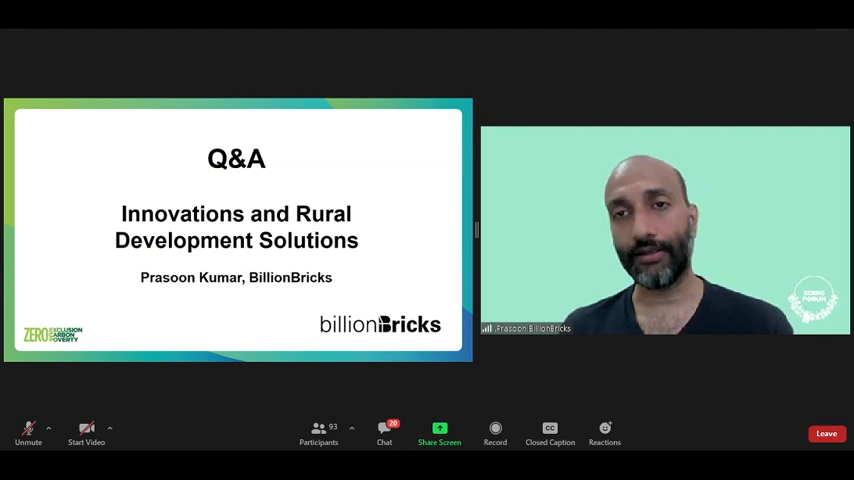 Q&A
Innovations and Rural
Development Solutions
Prasoon Kumar, BillionBricks
ZERO EXCLUSION
CARBON
POVERTY
billionBricks
FORUM
Prasoon BillionBricks
93
20
Unmute
Start Video
Participants
Chat
Share Screen
CC
Record
Closed Caption
Reactions
Leave